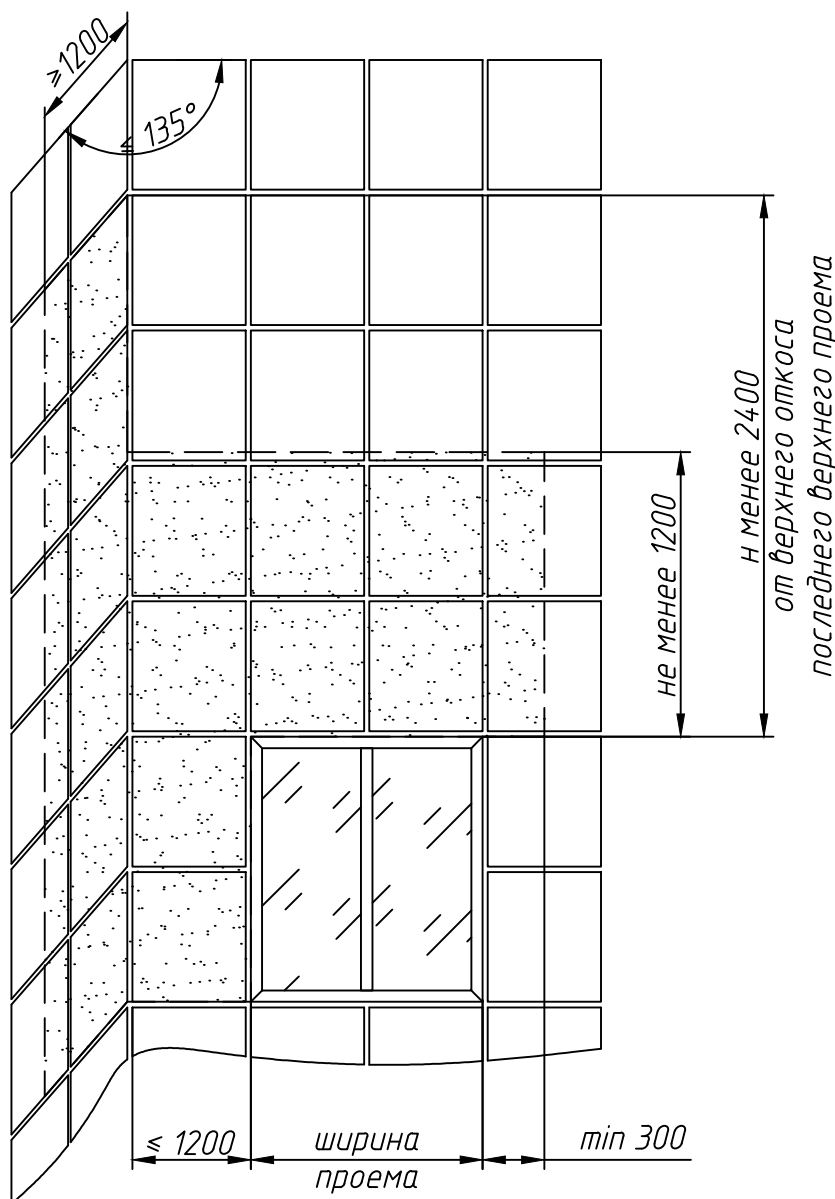 ≥1200
≤ 135°
н менее 2400
от верхнего откоса
последнего верхнего проема
не менее 1200
≤ 1200
ширина
проема
min 300